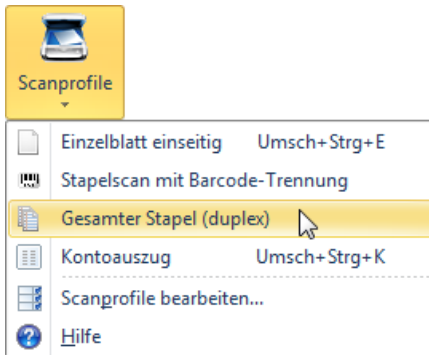 Scanprofile
Einzelblatt einseitig Umsch+Strg+E
Stapelscan mit Barcode-Trennung
Gesamter Stapel (duplex)
Kontoauszug Umsch+Strg+K
Scanprofile bearbeiten...
Hilfe